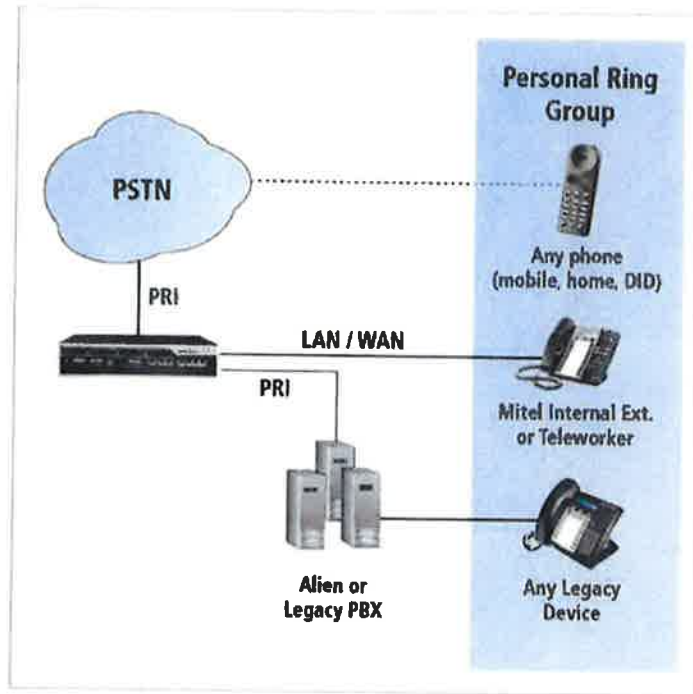 Personal Ring
Group
PSTN
Any phone
(mobile, home, DID)
PRI
LAN / WAN
PRI
Mitel Internal Ext.
or Teleworker
Alien or
Legacy PBX
Any Legacy
Device